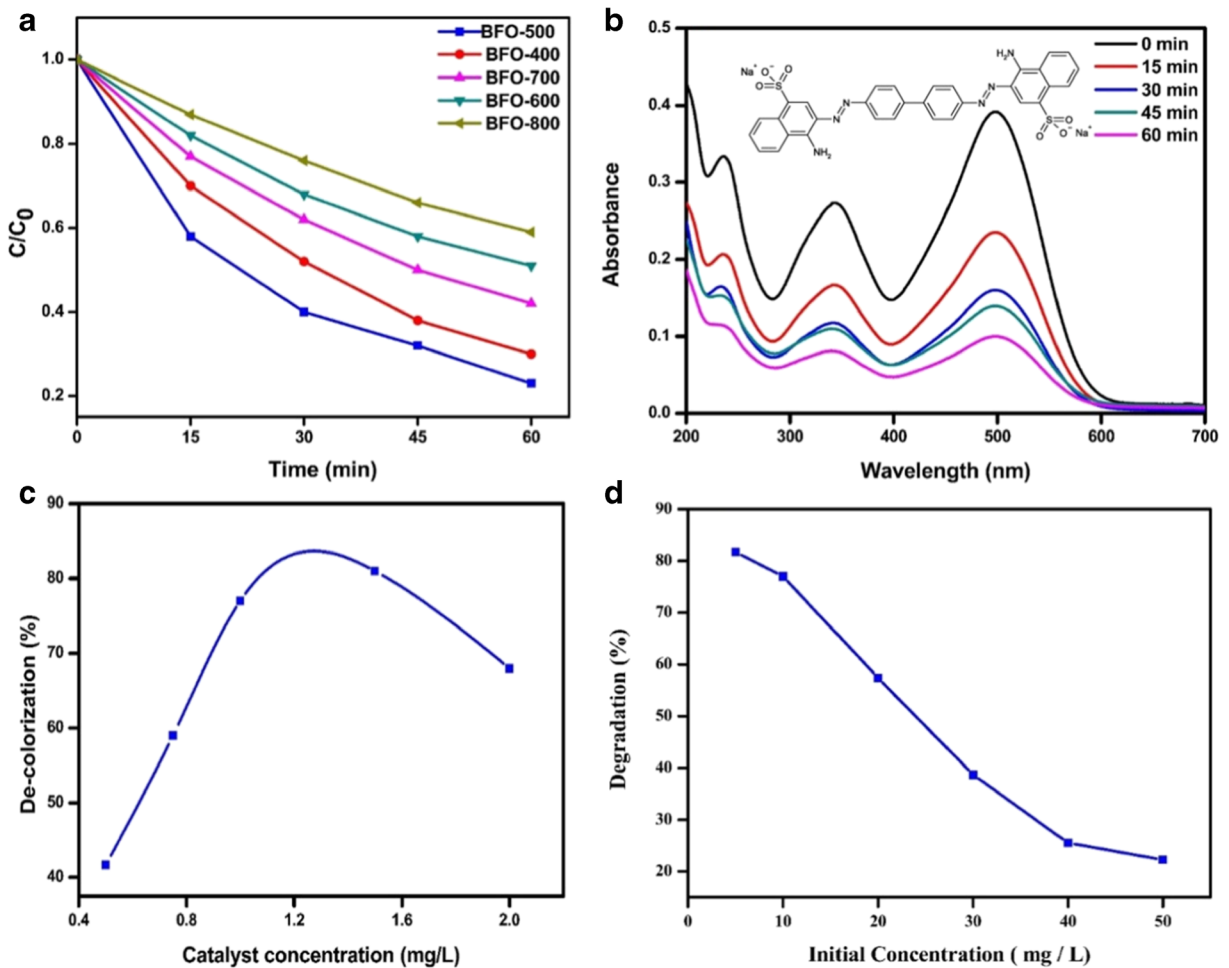 a
BFO-500
BFO-400
BFO-700
BFO-600
BFO-800
1.0
0.8
0.6
0.4
0.2
C/C0
0
15
30
45
60
Time (min)
b
0 min
15 min
30 min
45 min
60 min
0.5
0.4
0.3
0.2
0.1
0.0
Absorbance
H2N
Na+
O-
O
S
O
N
N
N
N
O
S
O
O-
Na+
NH2
200
300
400
500
600
700
Wavelength (nm)
c
90
80
70
60
50
40
De-colorization (%)
0.4
0.8
1.2
1.6
2.0
Catalyst concentration (mg/L)
d
90
80
70
60
50
40
30
20
Degradation (%)
0
10
20
30
40
50
Initial Concentration ( mg / L)